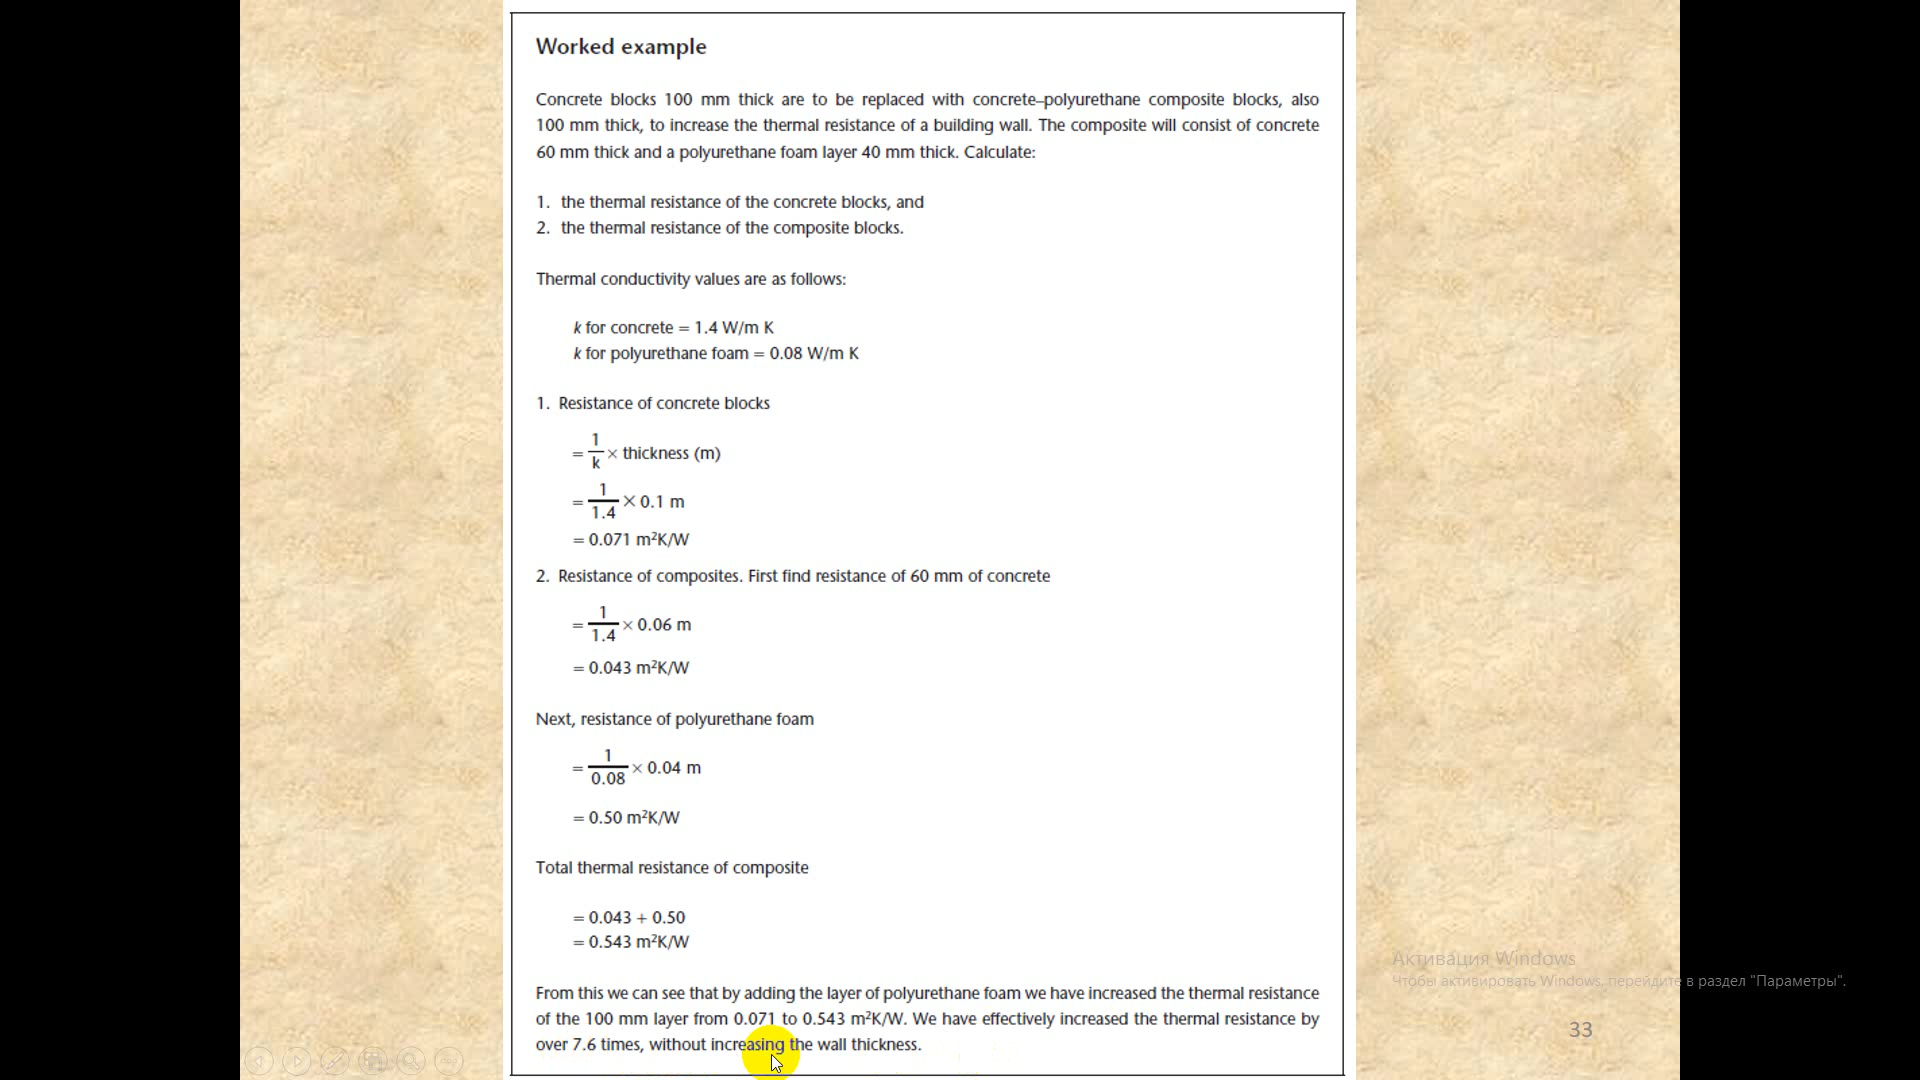 Worked example
Concrete blocks 100 mm thick are to be replaced with concrete–polyurethane composite blocks, also
100 mm thick, to increase the thermal resistance of a building wall. The composite will consist of concrete
60 mm thick and a polyurethane foam layer 40 mm thick. Calculate:
1. the thermal resistance of the concrete blocks, and
2. the thermal resistance of the composite blocks.
Thermal conductivity values are as follows:
k for concrete = 1.4 W/m K
k for polyurethane foam = 0.08 W/m K
1. Resistance of concrete blocks
= 1/k × thickness (m)
= 1/1.4 × 0.1 m
= 0.071 m²K/W
2. Resistance of composites. First find resistance of 60 mm of concrete
= 1/1.4 × 0.06 m
= 0.043 m²K/W
Next, resistance of polyurethane foam
= 1/0.08 × 0.04 m
= 0.50 m²K/W
Total thermal resistance of composite
= 0.043 + 0.50
= 0.543 m²K/W
From this we can see that by adding the layer of polyurethane foam we have increased the thermal resistance
of the 100 mm layer from 0.071 to 0.543 m²K/W. We have effectively increased the thermal resistance by
over 7.6 times, without increasing the wall thickness.
Активация Windows
Чтобы активировать Windows, перейдите в раздел "Параметры".
33